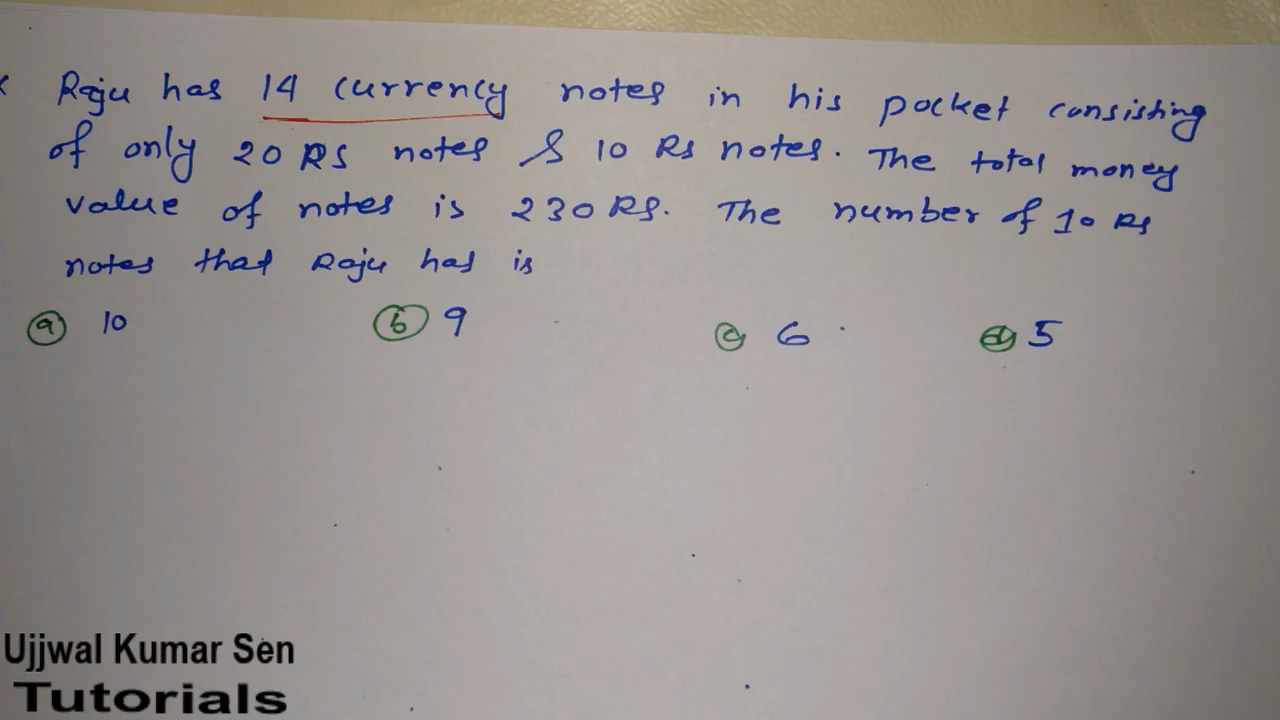 Raju has 14 currency notes in his pocket consisting
of only 20 RS notes & 10 Rs notes. The total money
value of notes is 230 RS. The number of 10 Rs
notes that Raju has is
(a) 10 (b) 9 (c) 6 (d) 5
Ujjwal Kumar Sen
Tutorials